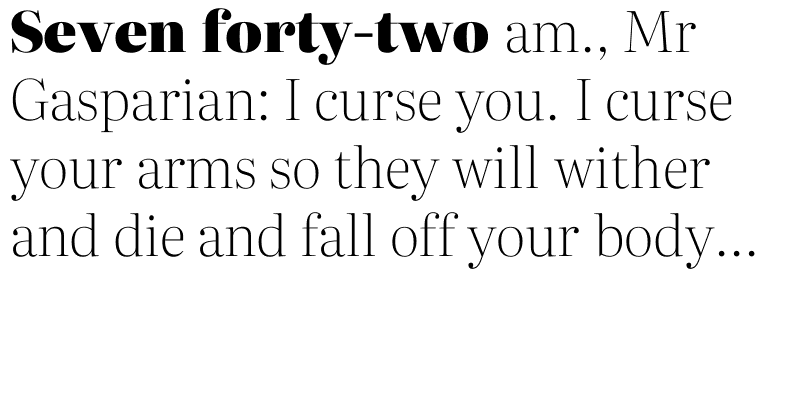 Seven forty-two am., Mr
Gasparian: I curse you. I curse
your arms so they will wither
and die and fall off your body...